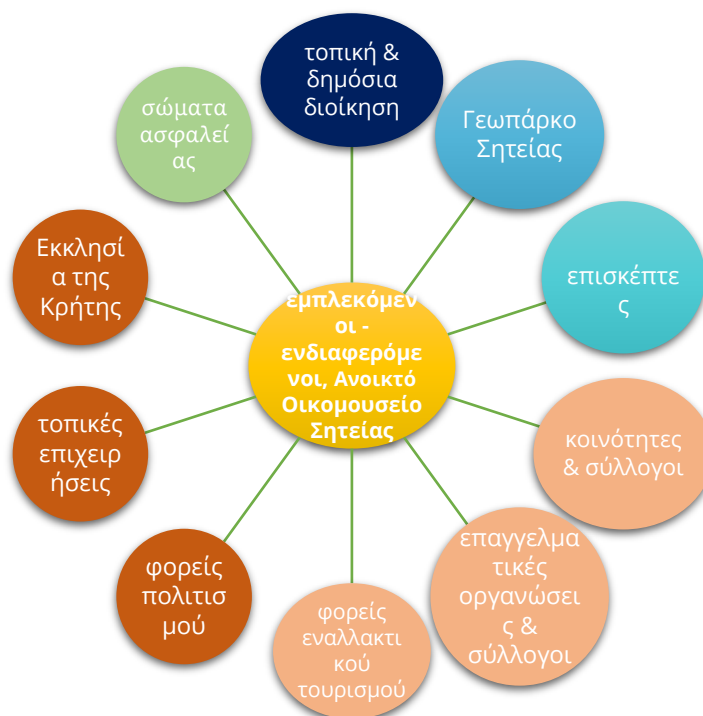 τοπική &
δημόσια
διοίκηση
Γεωπάρκο
Σητείας
επισκέπτε
ς
κοινότητες
& σύλλογοι
επαγγελμα
τικές
οργανώσει
ς &
σύλλογοι
φορείς
εναλλακτι
κού
τουρισμού
φορείς
πολιτισ
μού
τοπικές
επιχειρ
ήσεις
Εκκλησί
α της
Κρήτης
σώματα
ασφαλεί
ας
εμπλεκόμεν
οι -
ενδιαφερόμε
νοι, Ανοικτό
Οικομουσείο
Σητείας